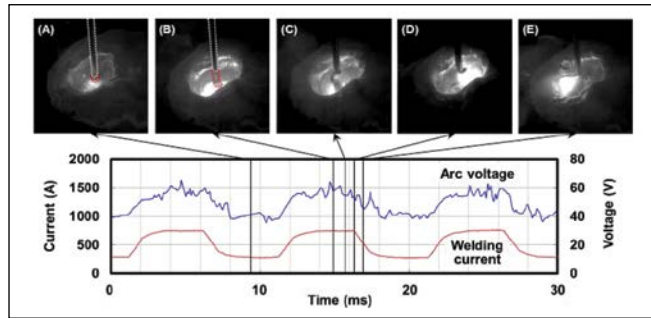 (A) (B) (C) (D) (E)
2000 80
Arc voltage
1500 60
1000 40
500 20
Welding current
0 0
0 10 20 30
Current (A)
Voltage (V)
Time (ms)